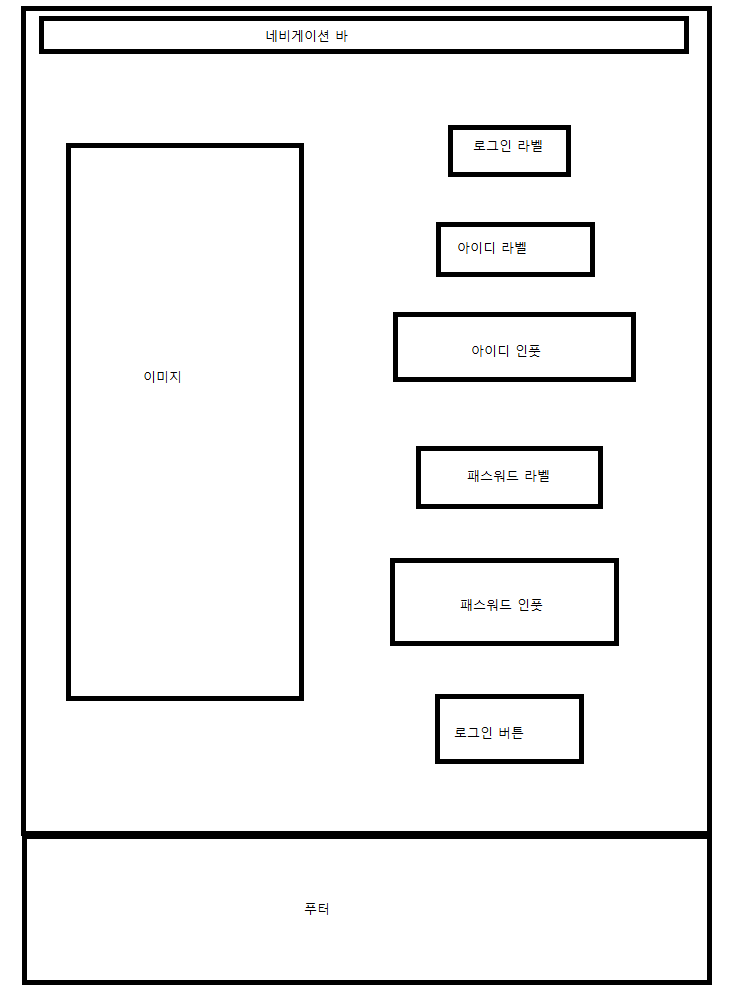 네비게이션 바
로그인 라벨
아이디 라벨
아이디 인풋
이미지
패스워드 라벨
패스워드 인풋
로그인 버튼
푸터